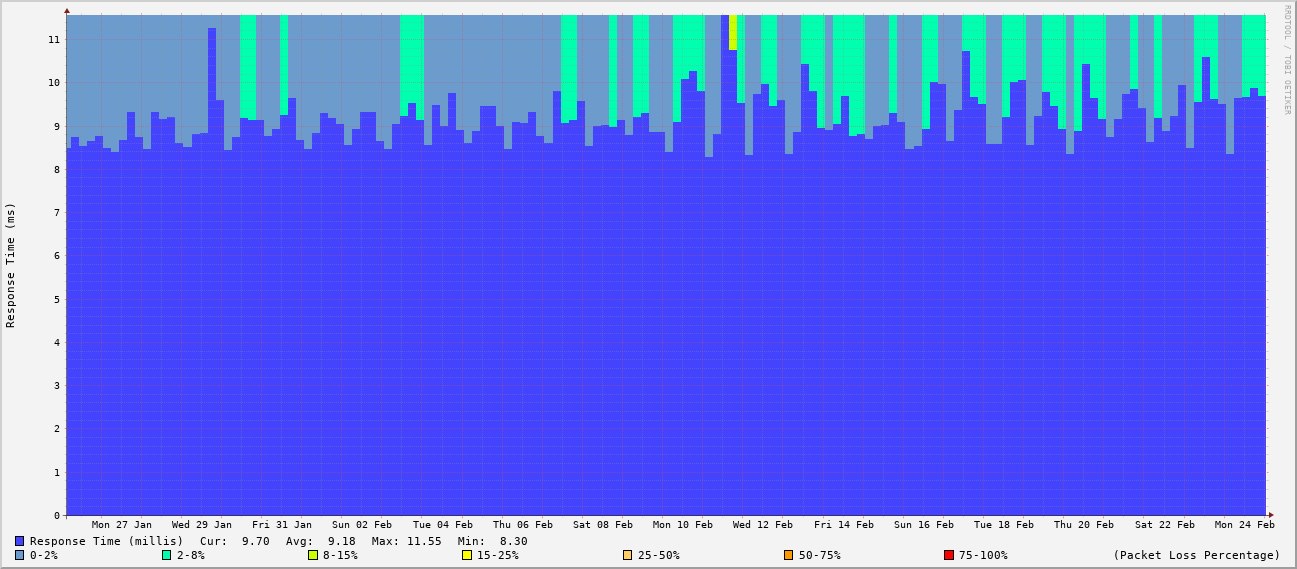 RRDTOOL / TOBI OETIKER
Response Time (ms)
11
10
9
8
7
6
5
4
3
2
1
0
Mon 27 Jan Wed 29 Jan Fri 31 Jan Sun 02 Feb Tue 04 Feb Thu 06 Feb Sat 08 Feb Mon 10 Feb Wed 12 Feb Fri 14 Feb Sun 16 Feb Tue 18 Feb Thu 20 Feb Sat 22 Feb Mon 24 Feb
Response Time (millis) Cur: 9.70 Avg: 9.18 Max: 11.55 Min: 8.30
0-2% 2-8% 8-15% 15-25% 25-50% 50-75% 75-100% (Packet Loss Percentage)